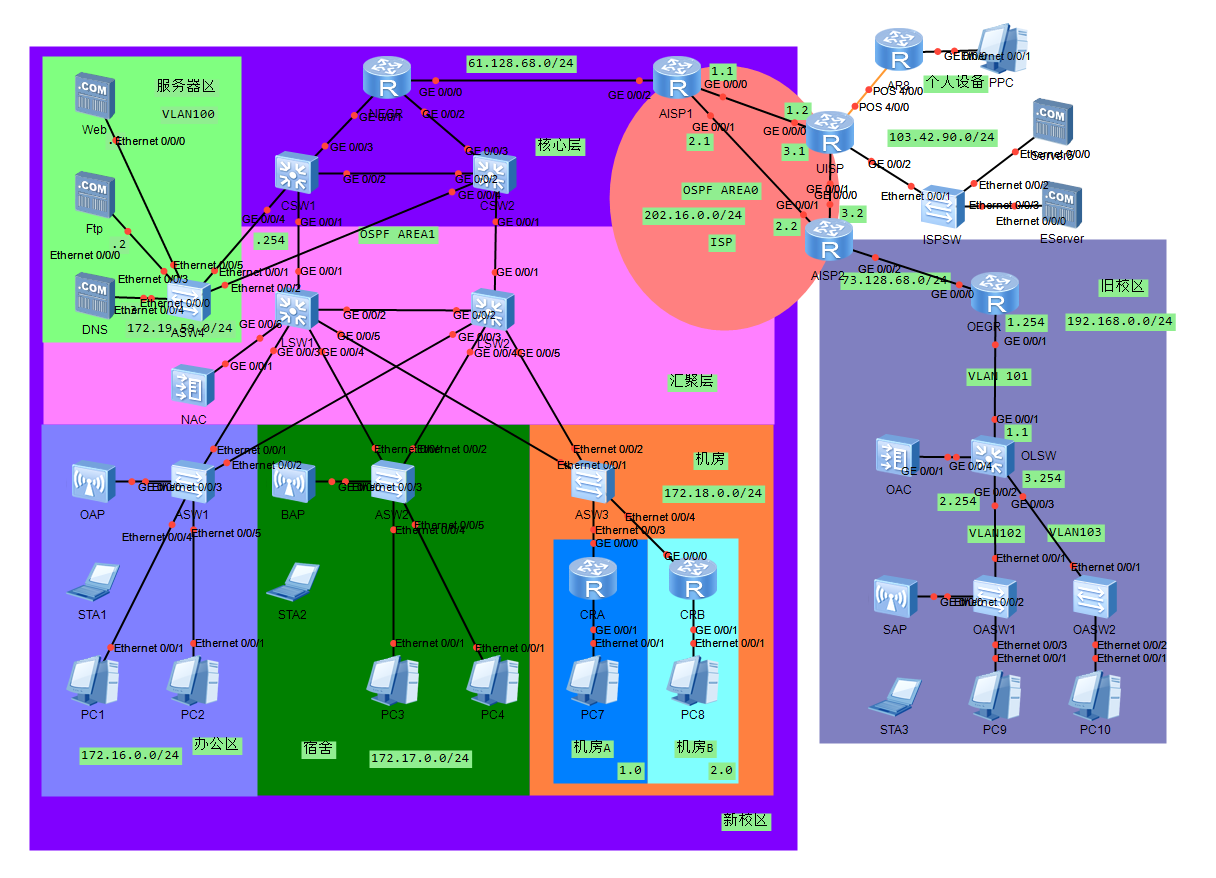 服务器区
VLAN100
.COM
Web
Ethernet 0/0/0
.COM
Ftp
.2
Ethernet 0/0/0
.COM
DNS
Ethernet 0/0/5
Ethernet 0/0/3
Ethernet 0/0/1
Ethernet 0/0/2
Ethernet 0/0/0
Ethernet 0/0/4
ASW4
172.19.59.0/24
61.128.68.0/24
R
GE 0/0/0
GE 0/0/1
GE 0/0/2
核心层
GE 0/0/3
GE 0/0/3
GE 0/0/2
GE 0/0/2
CSW1
CSW2
GE 0/0/4
GE 0/0/4
GE 0/0/1
GE 0/0/1
.254
OSPF AREA1
R
AISP1
GE 0/0/2
1.1
GE 0/0/0
GE 0/0/1
2.1
1.2
GE 0/0/0
3.1
R
UISP
OSPF AREA0
202.16.0.0/24
ISP
GE 0/0/1
GE 0/0/0
GE 0/0/1
3.2
2.2
R
AISP2
GE 0/0/2
R
AR8
GE 0/0/0
Ethernet 0/0/1
PPC
个人设备
POS 4/0/0
POS 4/0/0
103.42.90.0/24
GE 0/0/2
Ethernet 0/0/1
ISPSW
Ethernet 0/0/2
Ethernet 0/0/3
.COM
Ethernet 0/0/0
.COM
Ethernet 0/0/0
EServer
GE 0/0/1
GE 0/0/1
GE 0/0/6
GE 0/0/2
GE 0/0/2
LSW1
LSW2
GE 0/0/3
GE 0/0/4
GE 0/0/5
GE 0/0/3
GE 0/0/4
GE 0/0/5
GE 0/0/1
NAC
汇聚层
Ethernet 0/0/1
Ethernet 0/0/2
Ethernet 0/0/3
OAP
ASW1
Ethernet 0/0/4
Ethernet 0/0/5
STA1
Ethernet 0/0/1
Ethernet 0/0/1
PC1
PC2
172.16.0.0/24
办公区
Ethernet 0/0/2
Ethernet 0/0/3
BAP
ASW2
Ethernet 0/0/5
Ethernet 0/0/4
STA2
Ethernet 0/0/1
Ethernet 0/0/1
PC3
PC4
宿舍
172.17.0.0/24
Ethernet 0/0/2
Ethernet 0/0/1
机房
172.18.0.0/24
ASW3
Ethernet 0/0/4
Ethernet 0/0/3
GE 0/0/0
GE 0/0/0
R
R
CRA
CRB
GE 0/0/1
GE 0/0/1
Ethernet 0/0/1
Ethernet 0/0/1
PC7
PC8
机房A
机房B
1.0
2.0
新校区
73.128.68.0/24
旧校区
GE 0/0/0
R
OEGR
1.254
192.168.0.0/24
GE 0/0/1
VLAN 101
GE 0/0/1
1.1
OLSW
GE 0/0/1
GE 0/0/4
OAC
3.254
GE 0/0/2
GE 0/0/3
2.254
VLAN102
VLAN103
Ethernet 0/0/1
Ethernet 0/0/1
Ethernet 0/0/2
SAP
OASW1
OASW2
Ethernet 0/0/3
Ethernet 0/0/2
Ethernet 0/0/1
Ethernet 0/0/1
STA3
PC9
PC10